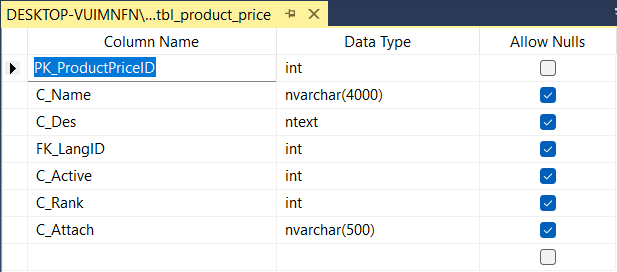 DESKTOP-VUIMNFN\...tbl_product_price
Column Name Data Type Allow Nulls
PK_ProductPriceID int
C_Name nvarchar(4000)
C_Des ntext
FK_LangID int
C_Active int
C_Rank int
C_Attach nvarchar(500)